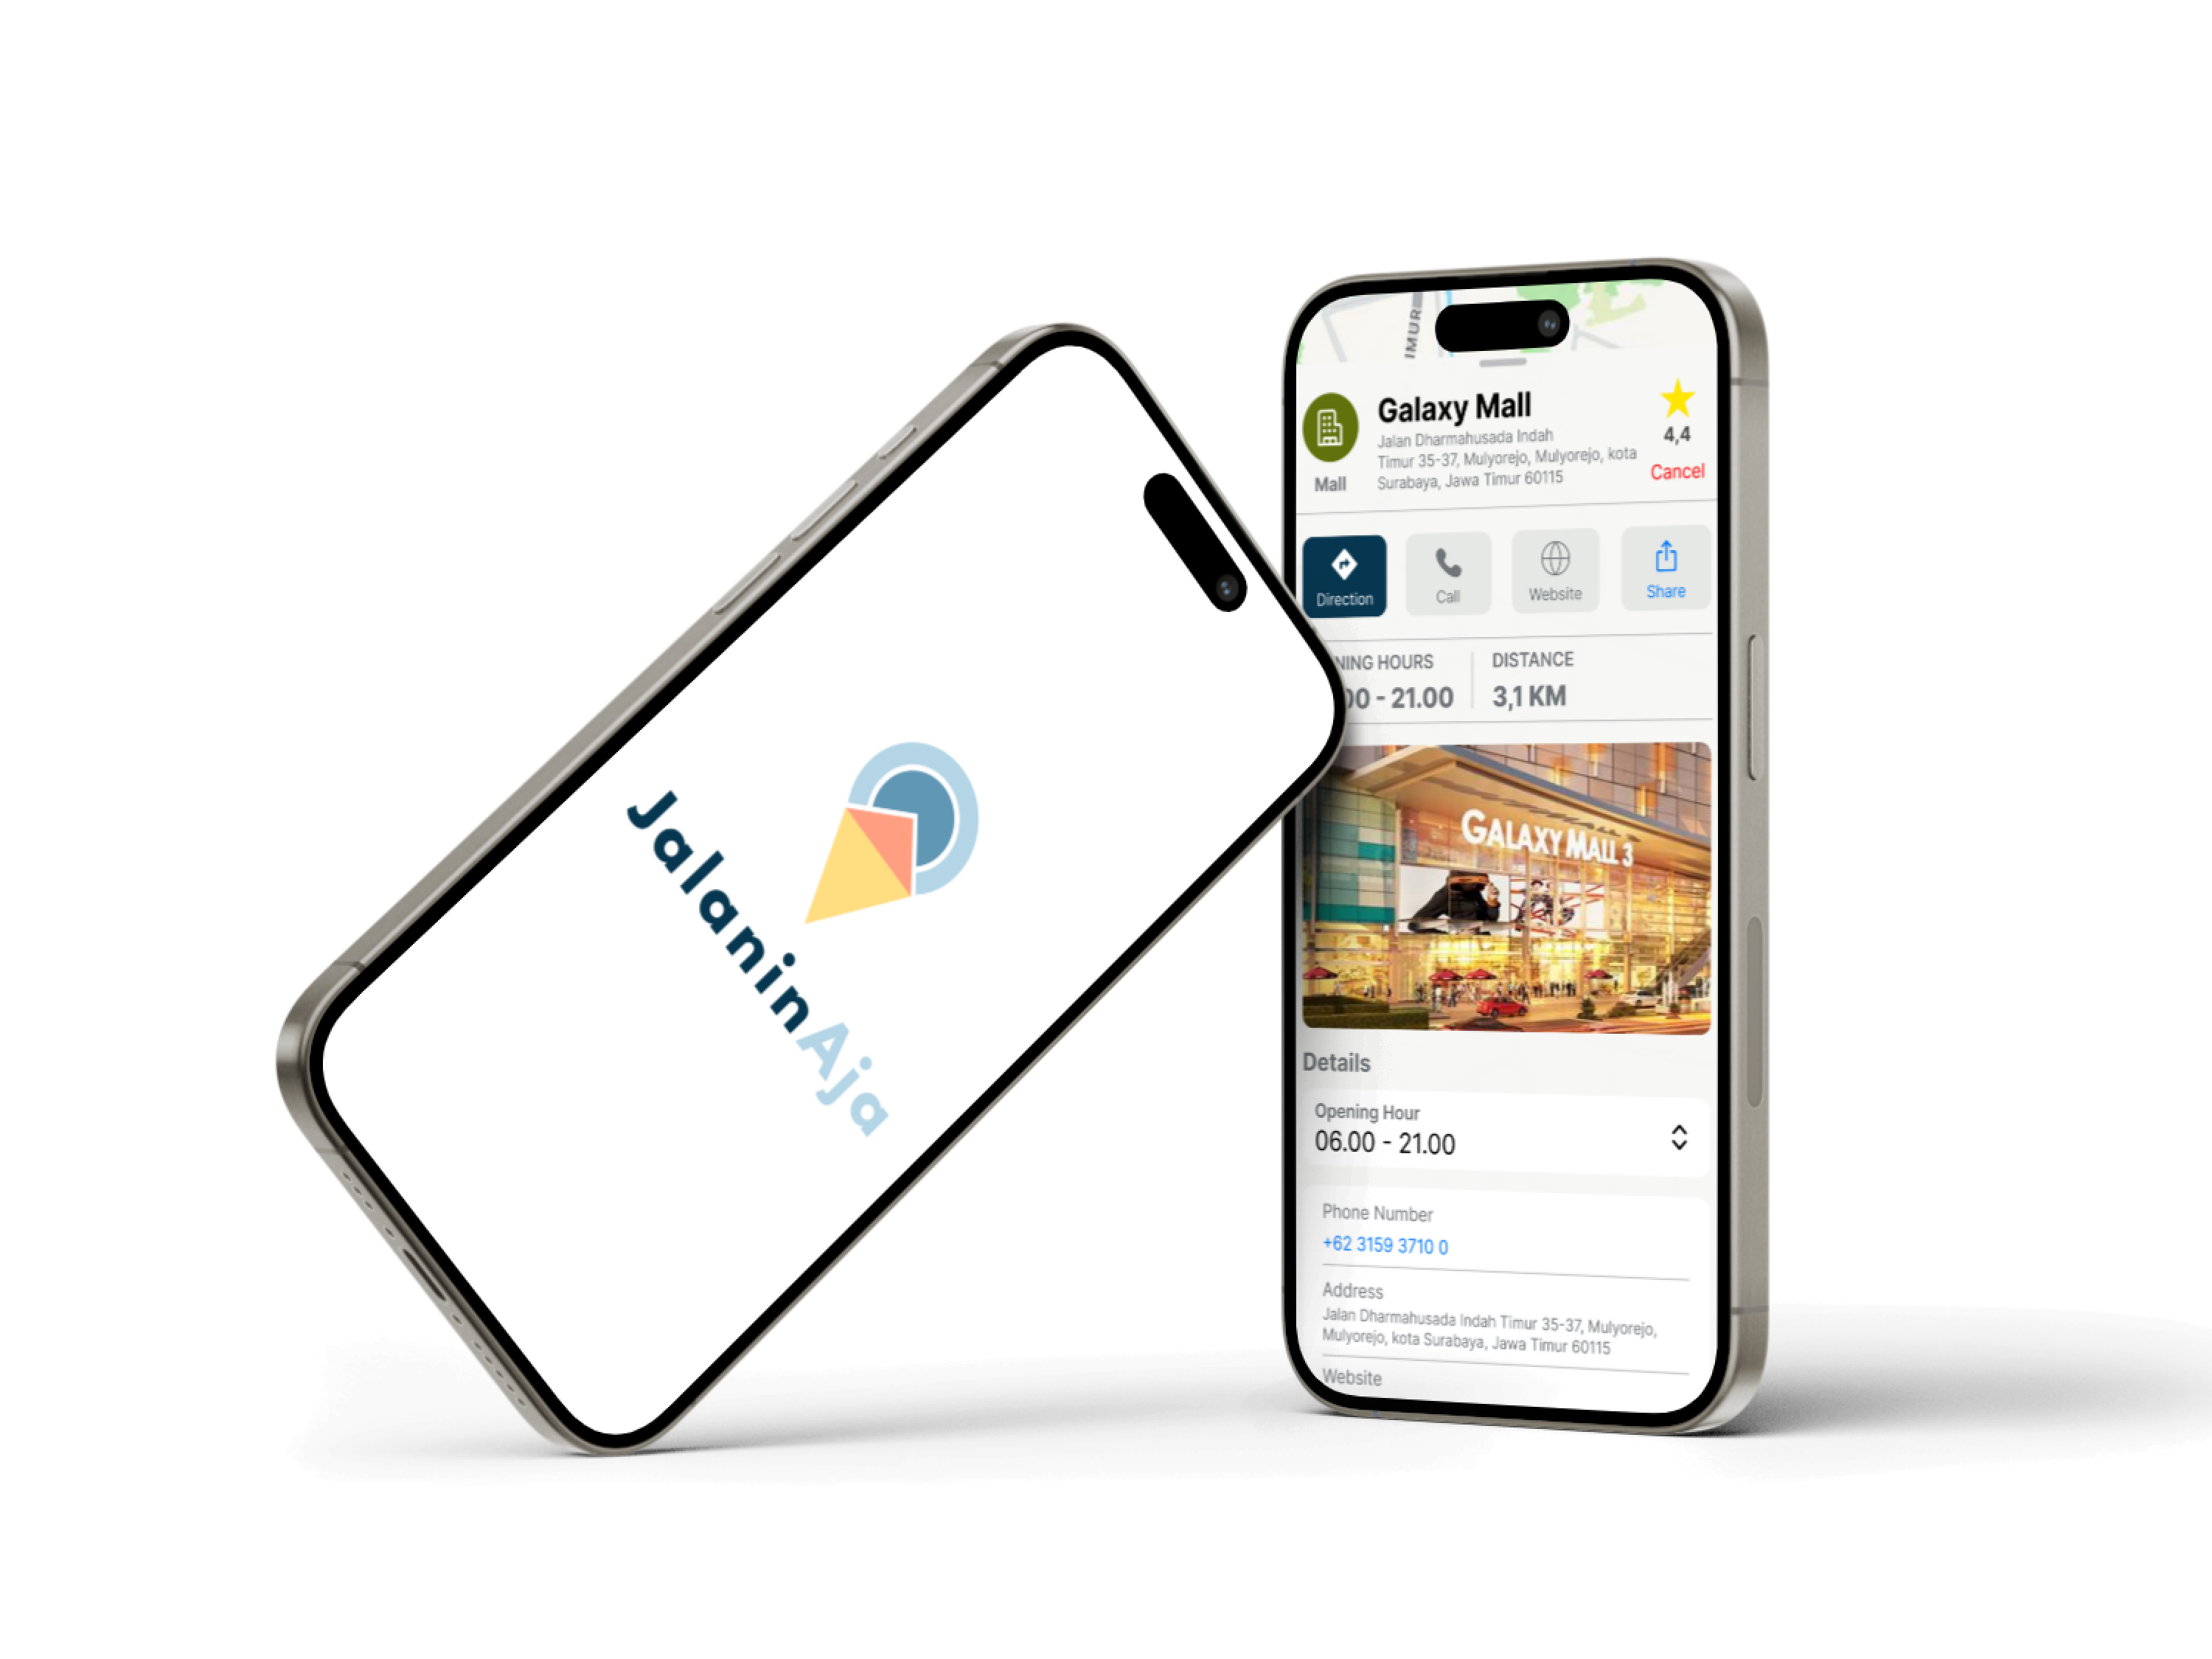 JalaninAja
IMUR
Galaxy Mall
Jalan Dharmahusada Indah
Timur 35-37, Mulyorejo, Mulyorejo, kota
Surabaya, Jawa Timur 60115
Mall
4,4
Cancel
Direction
Call
Website
Share
NING HOURS
00 - 21.00
DISTANCE
3,1 KM
GALAXY MALL 3
Details
Opening Hour
06.00 - 21.00
Phone Number
+62 3159 3710 0
Address
Jalan Dharmahusada Indah Timur 35-37, Mulyorejo,
Mulyorejo, kota Surabaya, Jawa Timur 60115
Website